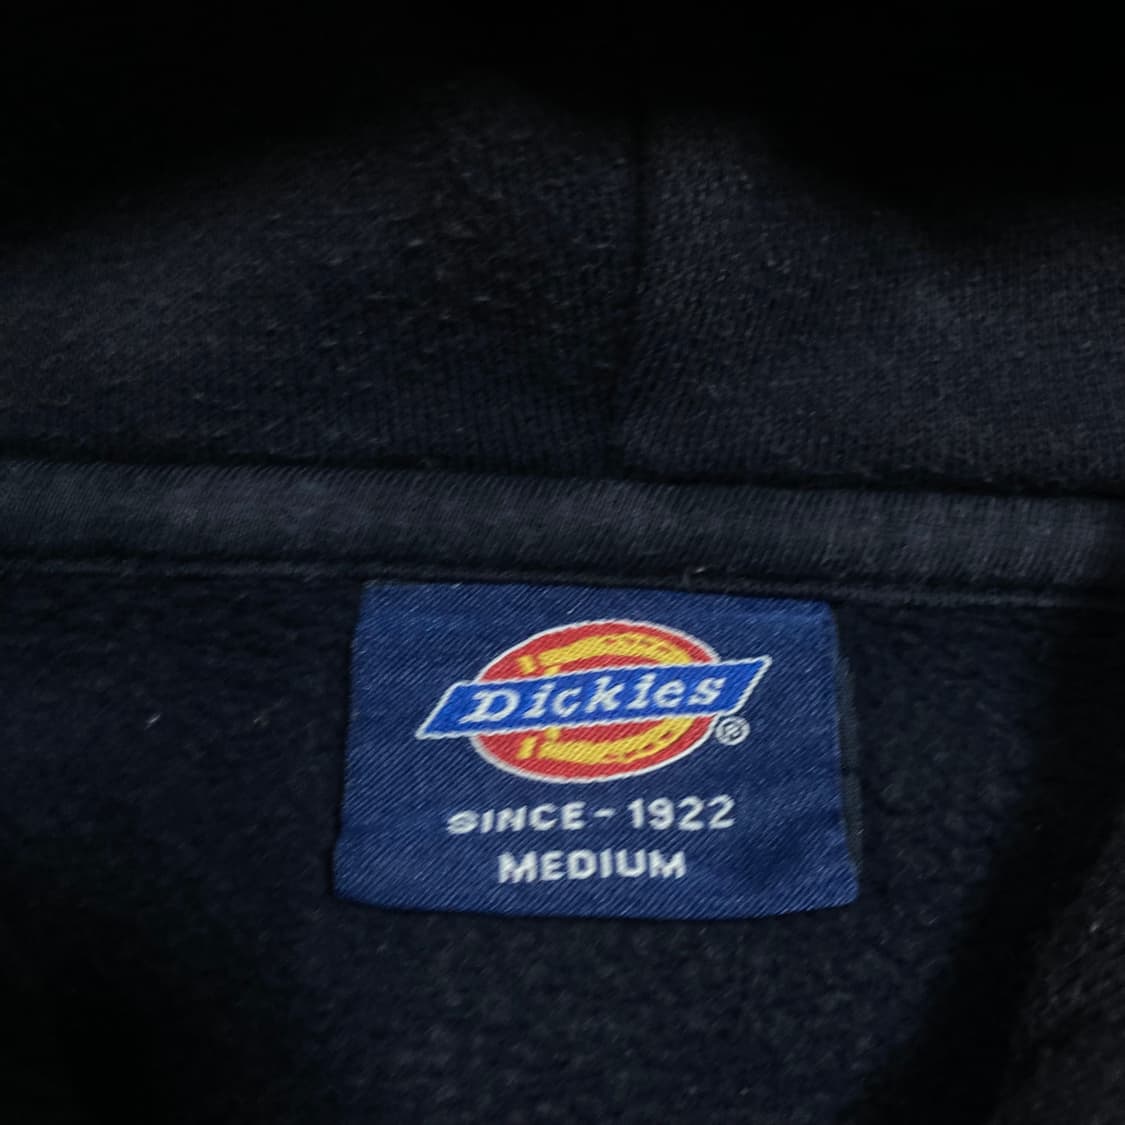 Dickies
®
SINCE - 1922
MEDIUM